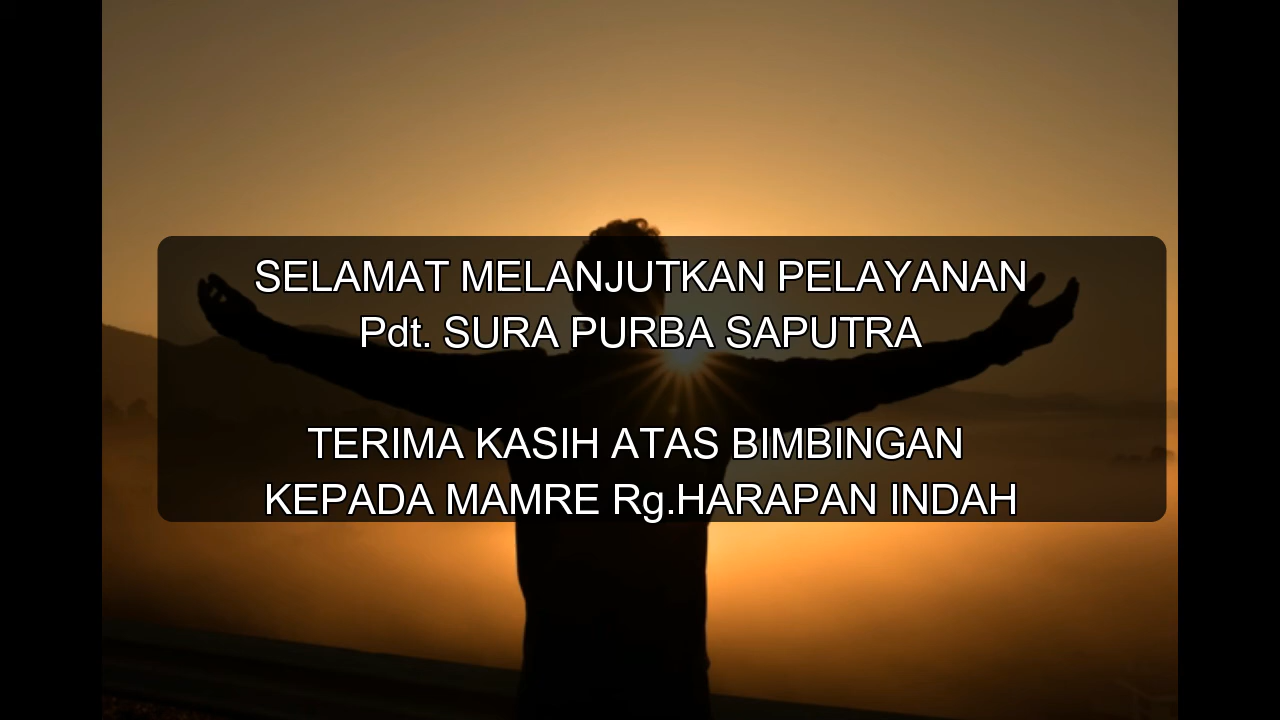 SELAMAT MELANJUTKAN PELAYANAN
Pdt. SURA PURBA SAPUTRA
TERIMA KASIH ATAS BIMBINGAN
KEPADA MAMRE Rg.HARAPAN INDAH